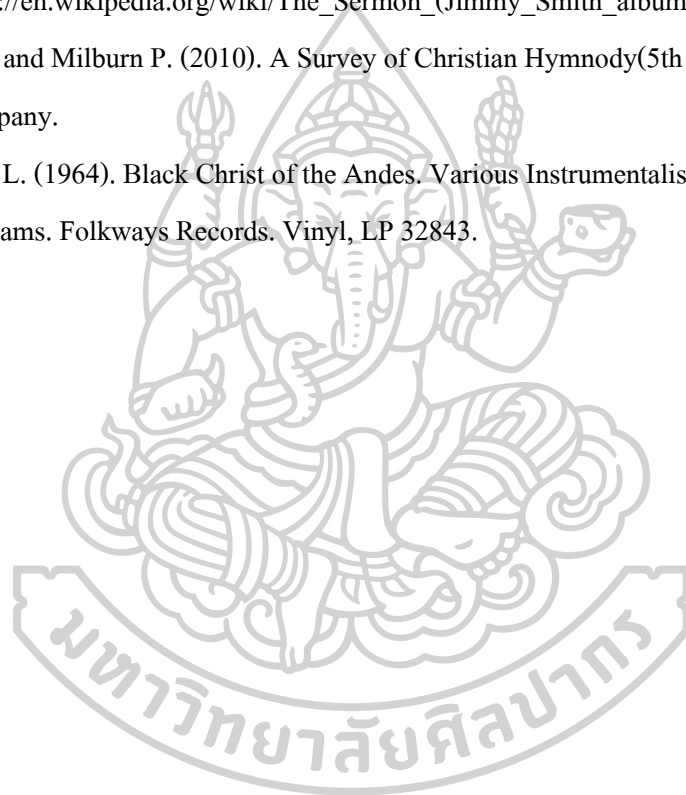 ://en.wikipedia.org/wiki/The_Sermon_(Jimmy_Smith_album
and Milburn P. (2010). A Survey of Christian Hymnody(5th
pany.
L. (1964). Black Christ of the Andes. Various Instrumentalis
ams. Folkways Records. Vinyl, LP 32843.
มหาวิทยาลัยศิลปากร